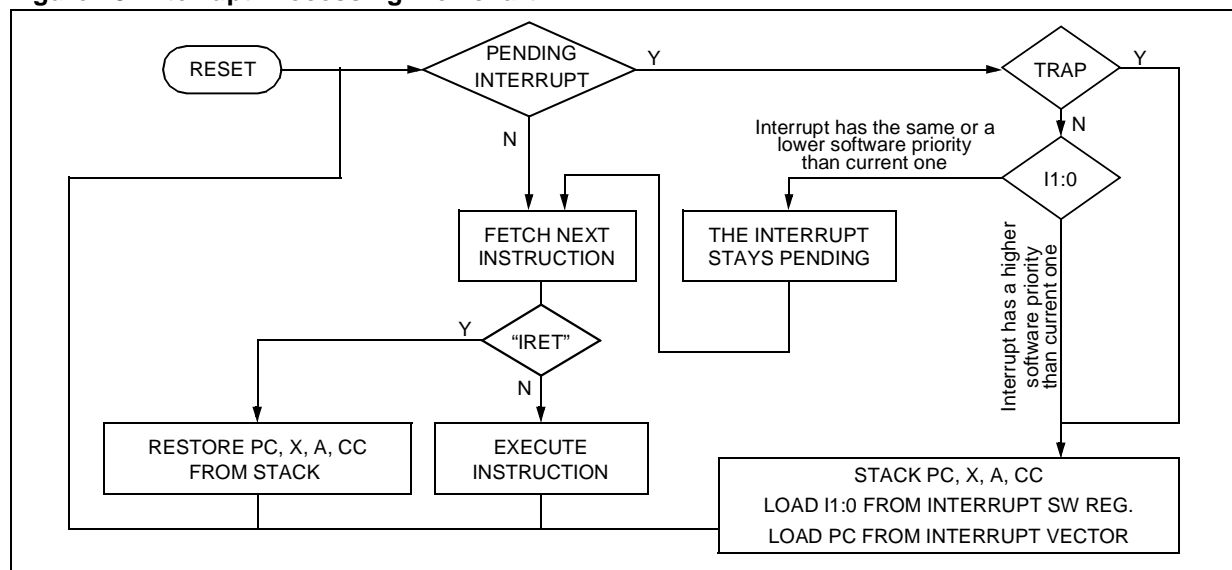 RESET
PENDING
INTERRUPT
Y
TRAP
Y
N
N
Interrupt has the same or a
lower software priority
than current one
I1:0
FETCH NEXT
INSTRUCTION
THE INTERRUPT
STAYS PENDING
Interrupt has a higher
software priority
than current one
Y
“IRET”
N
RESTORE PC, X, A, CC
FROM STACK
EXECUTE
INSTRUCTION
STACK PC, X, A, CC
LOAD I1:0 FROM INTERRUPT SW REG.
LOAD PC FROM INTERRUPT VECTOR